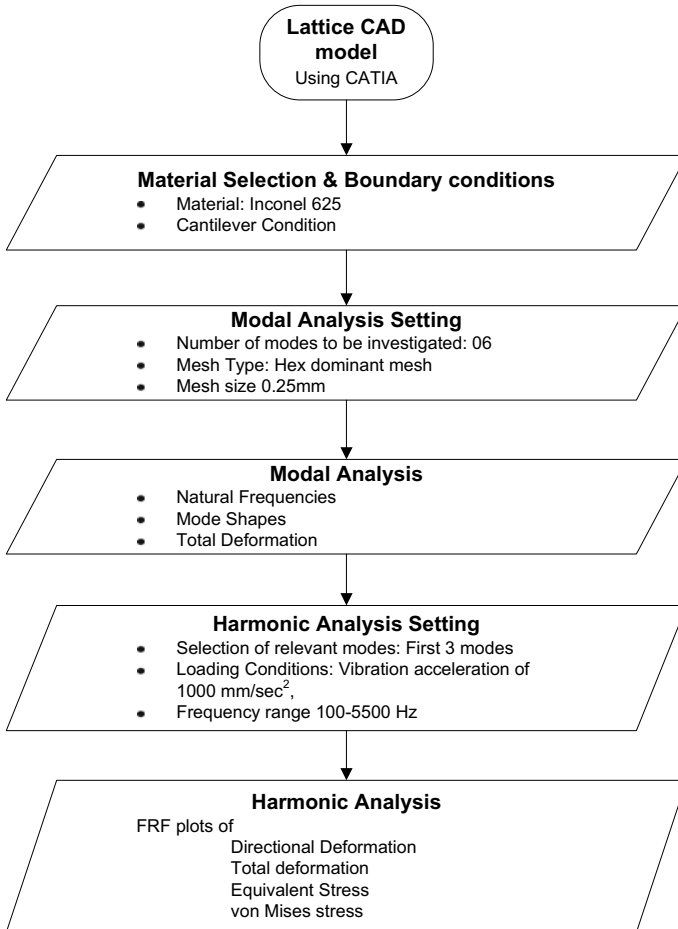 Lattice CAD
model
Using CATIA
Material Selection & Boundary conditions
• Material: Inconel 625
• Cantilever Condition
Modal Analysis Setting
• Number of modes to be investigated: 06
• Mesh Type: Hex dominant mesh
• Mesh size 0.25mm
Modal Analysis
• Natural Frequencies
• Mode Shapes
• Total Deformation
Harmonic Analysis Setting
• Selection of relevant modes: First 3 modes
• Loading Conditions: Vibration acceleration of
1000 mm/sec²,
• Frequency range 100-5500 Hz
Harmonic Analysis
FRF plots of
Directional Deformation
Total deformation
Equivalent Stress
von Mises stress